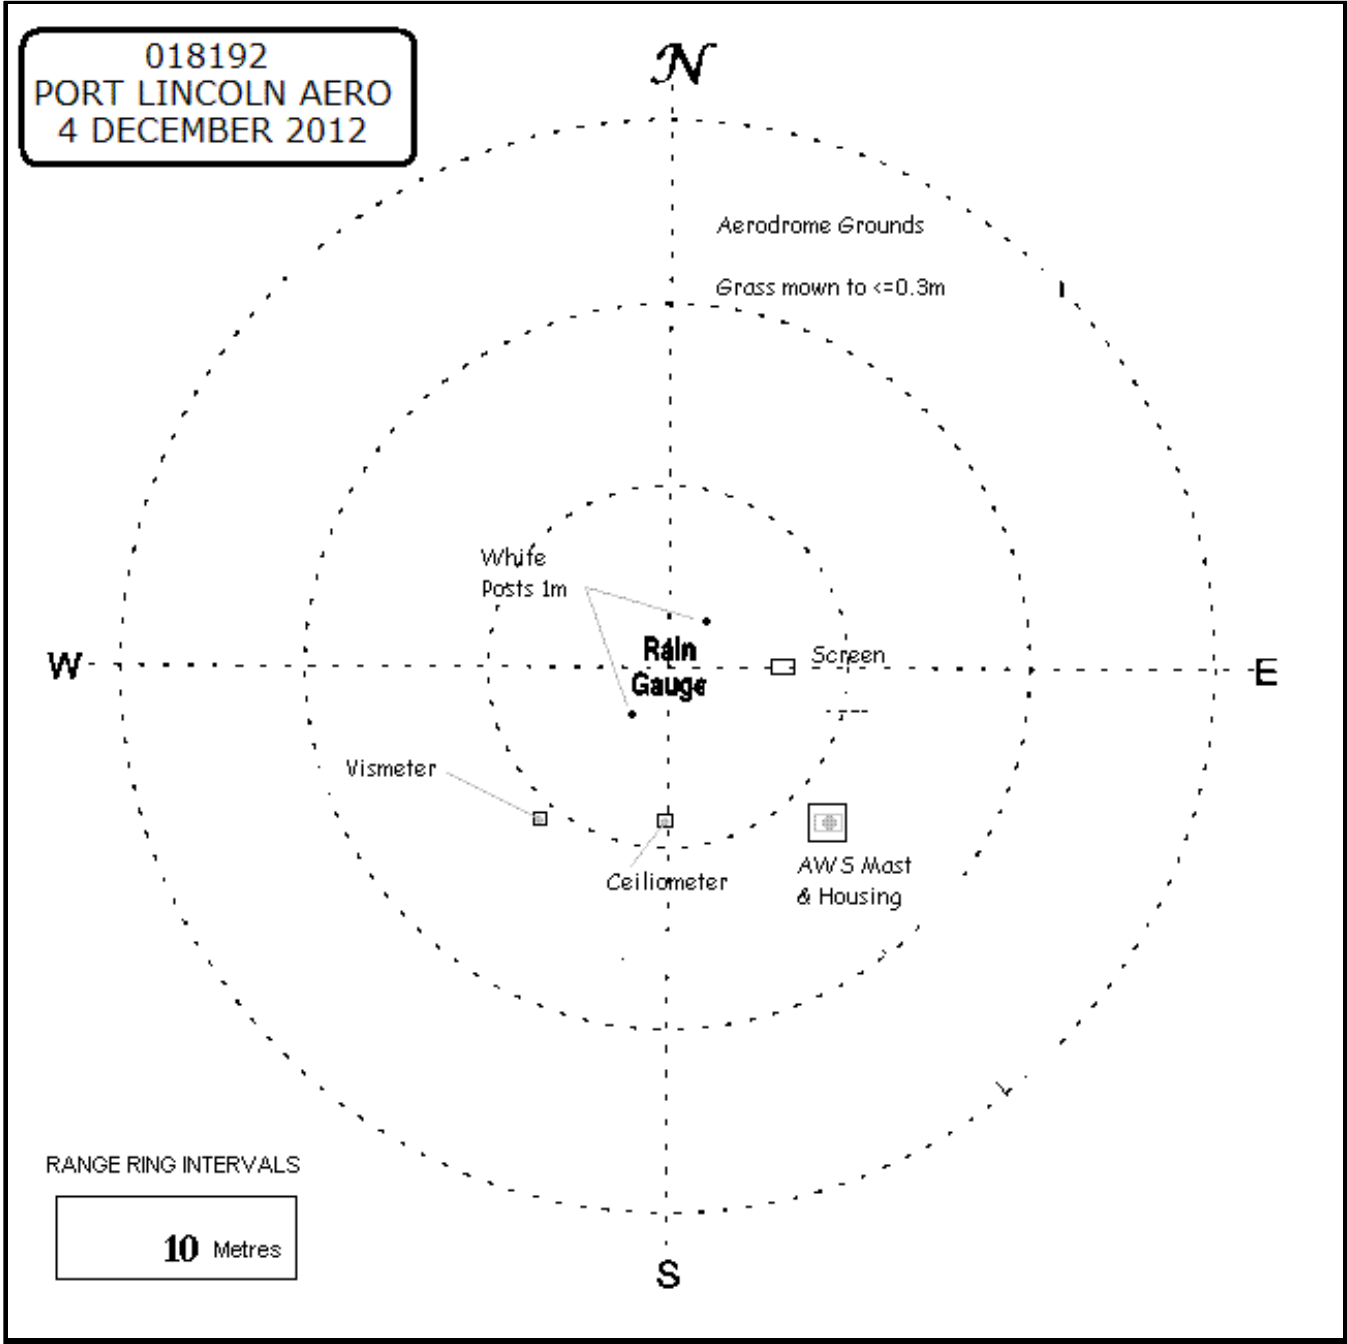 018192
PORT LINCOLN AERO
4 DECEMBER 2012
N
Aerodrome Grounds
Grass mown to <=0.3m
White
Posts 1m
Rain
Gauge
Screen
W
E
Vismeter
Ceiliometer
AWS Mast
& Housing
RANGE RING INTERVALS
10 Metres
S